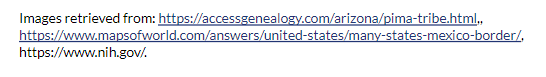 Images retrieved from: https://accessgenealogy.com/arizona/pima-tribe.html,,
https://www.mapsofworld.com/answers/united-states/many-states-mexico-border/,
https://www.nih.gov/.